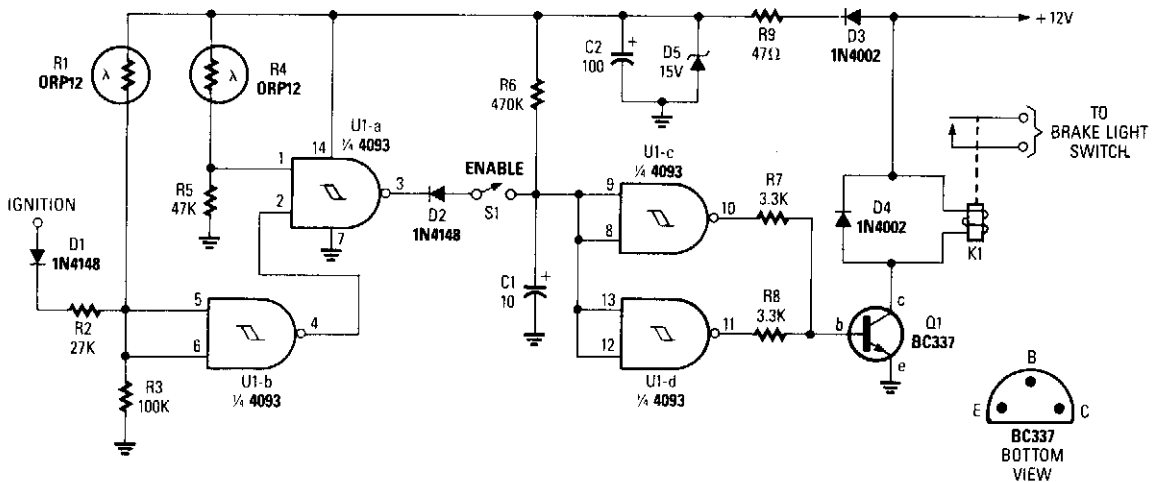 R1
ORP12
λ
R4
ORP12
λ
R5
47K
IGNITION
D1
1N4148
R2
27K
R3
100K
U1-a
¼ 4093
14
1
2
3
7
5
6
4
U1-b
¼ 4093
D2
1N4148
ENABLE
S1
R6
470K
C1
10
+
C2
100
+
D5
15V
R9
47Ω
D3
1N4002
+12V
U1-c
¼ 4093
9
8
10
R7
3.3K
13
12
11
R8
3.3K
U1-d
¼ 4093
D4
1N4002
K1
TO
BRAKE LIGHT
SWITCH.
c
b
e
Q1
BC337
B
E
C
BC337
BOTTOM
VIEW